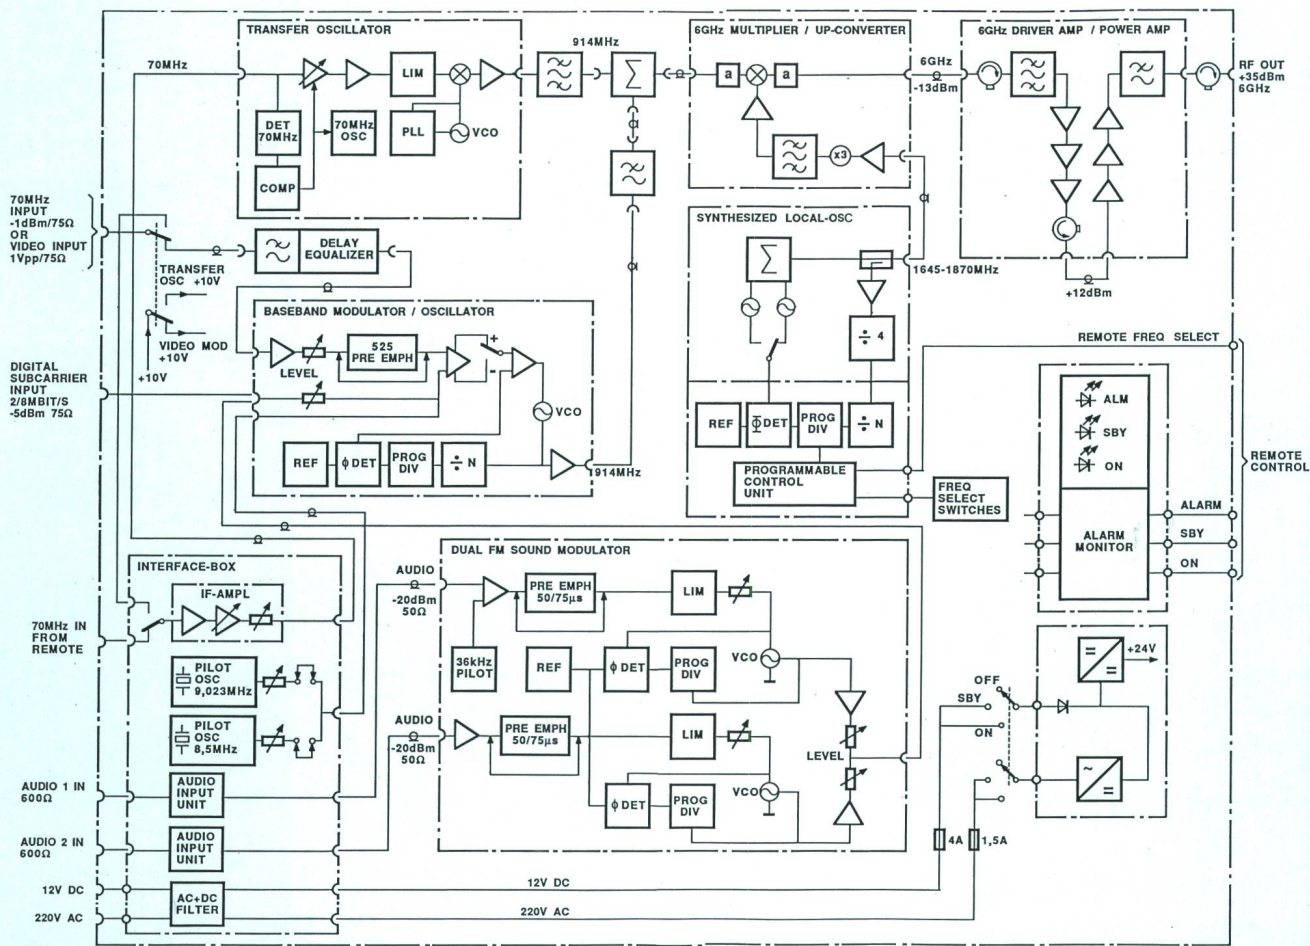 TRANSFER OSCILLATOR
70MHz
LIM
DET
70MHz
70MHz
OSC
PLL
VCO
COMP
914MHz
Σ
6GHz MULTIPLIER / UP-CONVERTER
a
a
x3
6GHz
-13dBm
6GHz DRIVER AMP / POWER AMP
+12dBm
RF OUT
+35dBm
6GHz
70MHz
INPUT
-1dBm/75Ω
OR
VIDEO INPUT
1Vpp/75Ω
TRANSFER
OSC +10V
VIDEO MOD
+10V
+10V
DELAY
EQUALIZER
SYNTHESIZED LOCAL-OSC
Σ
1645-1870MHz
÷ 4
REF
ΦDET
PROG
DIV
÷ N
PROGRAMMABLE
CONTROL
UNIT
FREQ
SELECT
SWITCHES
REMOTE FREQ SELECT
BASEBAND MODULATOR / OSCILLATOR
LEVEL
525
PRE EMPH
+
-
VCO
REF
ϕ DET
PROG
DIV
÷ N
914MHz
DIGITAL
SUBCARRIER
INPUT
2/8MBIT/S
-5dBm 75Ω
ALM
SBY
ON
ALARM
MONITOR
ALARM
SBY
ON
REMOTE
CONTROL
INTERFACE-BOX
IF-AMPL
70MHz IN
FROM
REMOTE
PILOT
OSC
9,023MHz
PILOT
OSC
8,5MHz
AUDIO 1 IN
600Ω
AUDIO
INPUT
UNIT
AUDIO 2 IN
600Ω
AUDIO
INPUT
UNIT
12V DC
220V AC
AC+DC
FILTER
12V DC
220V AC
DUAL FM SOUND MODULATOR
AUDIO
-20dBm
50Ω
PRE EMPH
50/75µs
LIM
36kHz
PILOT
REF
ϕ DET
PROG
DIV
VCO
AUDIO
-20dBm
50Ω
PRE EMPH
50/75µs
LIM
ϕ DET
PROG
DIV
VCO
LEVEL
OFF
SBY
ON
+24V
4A
1,5A